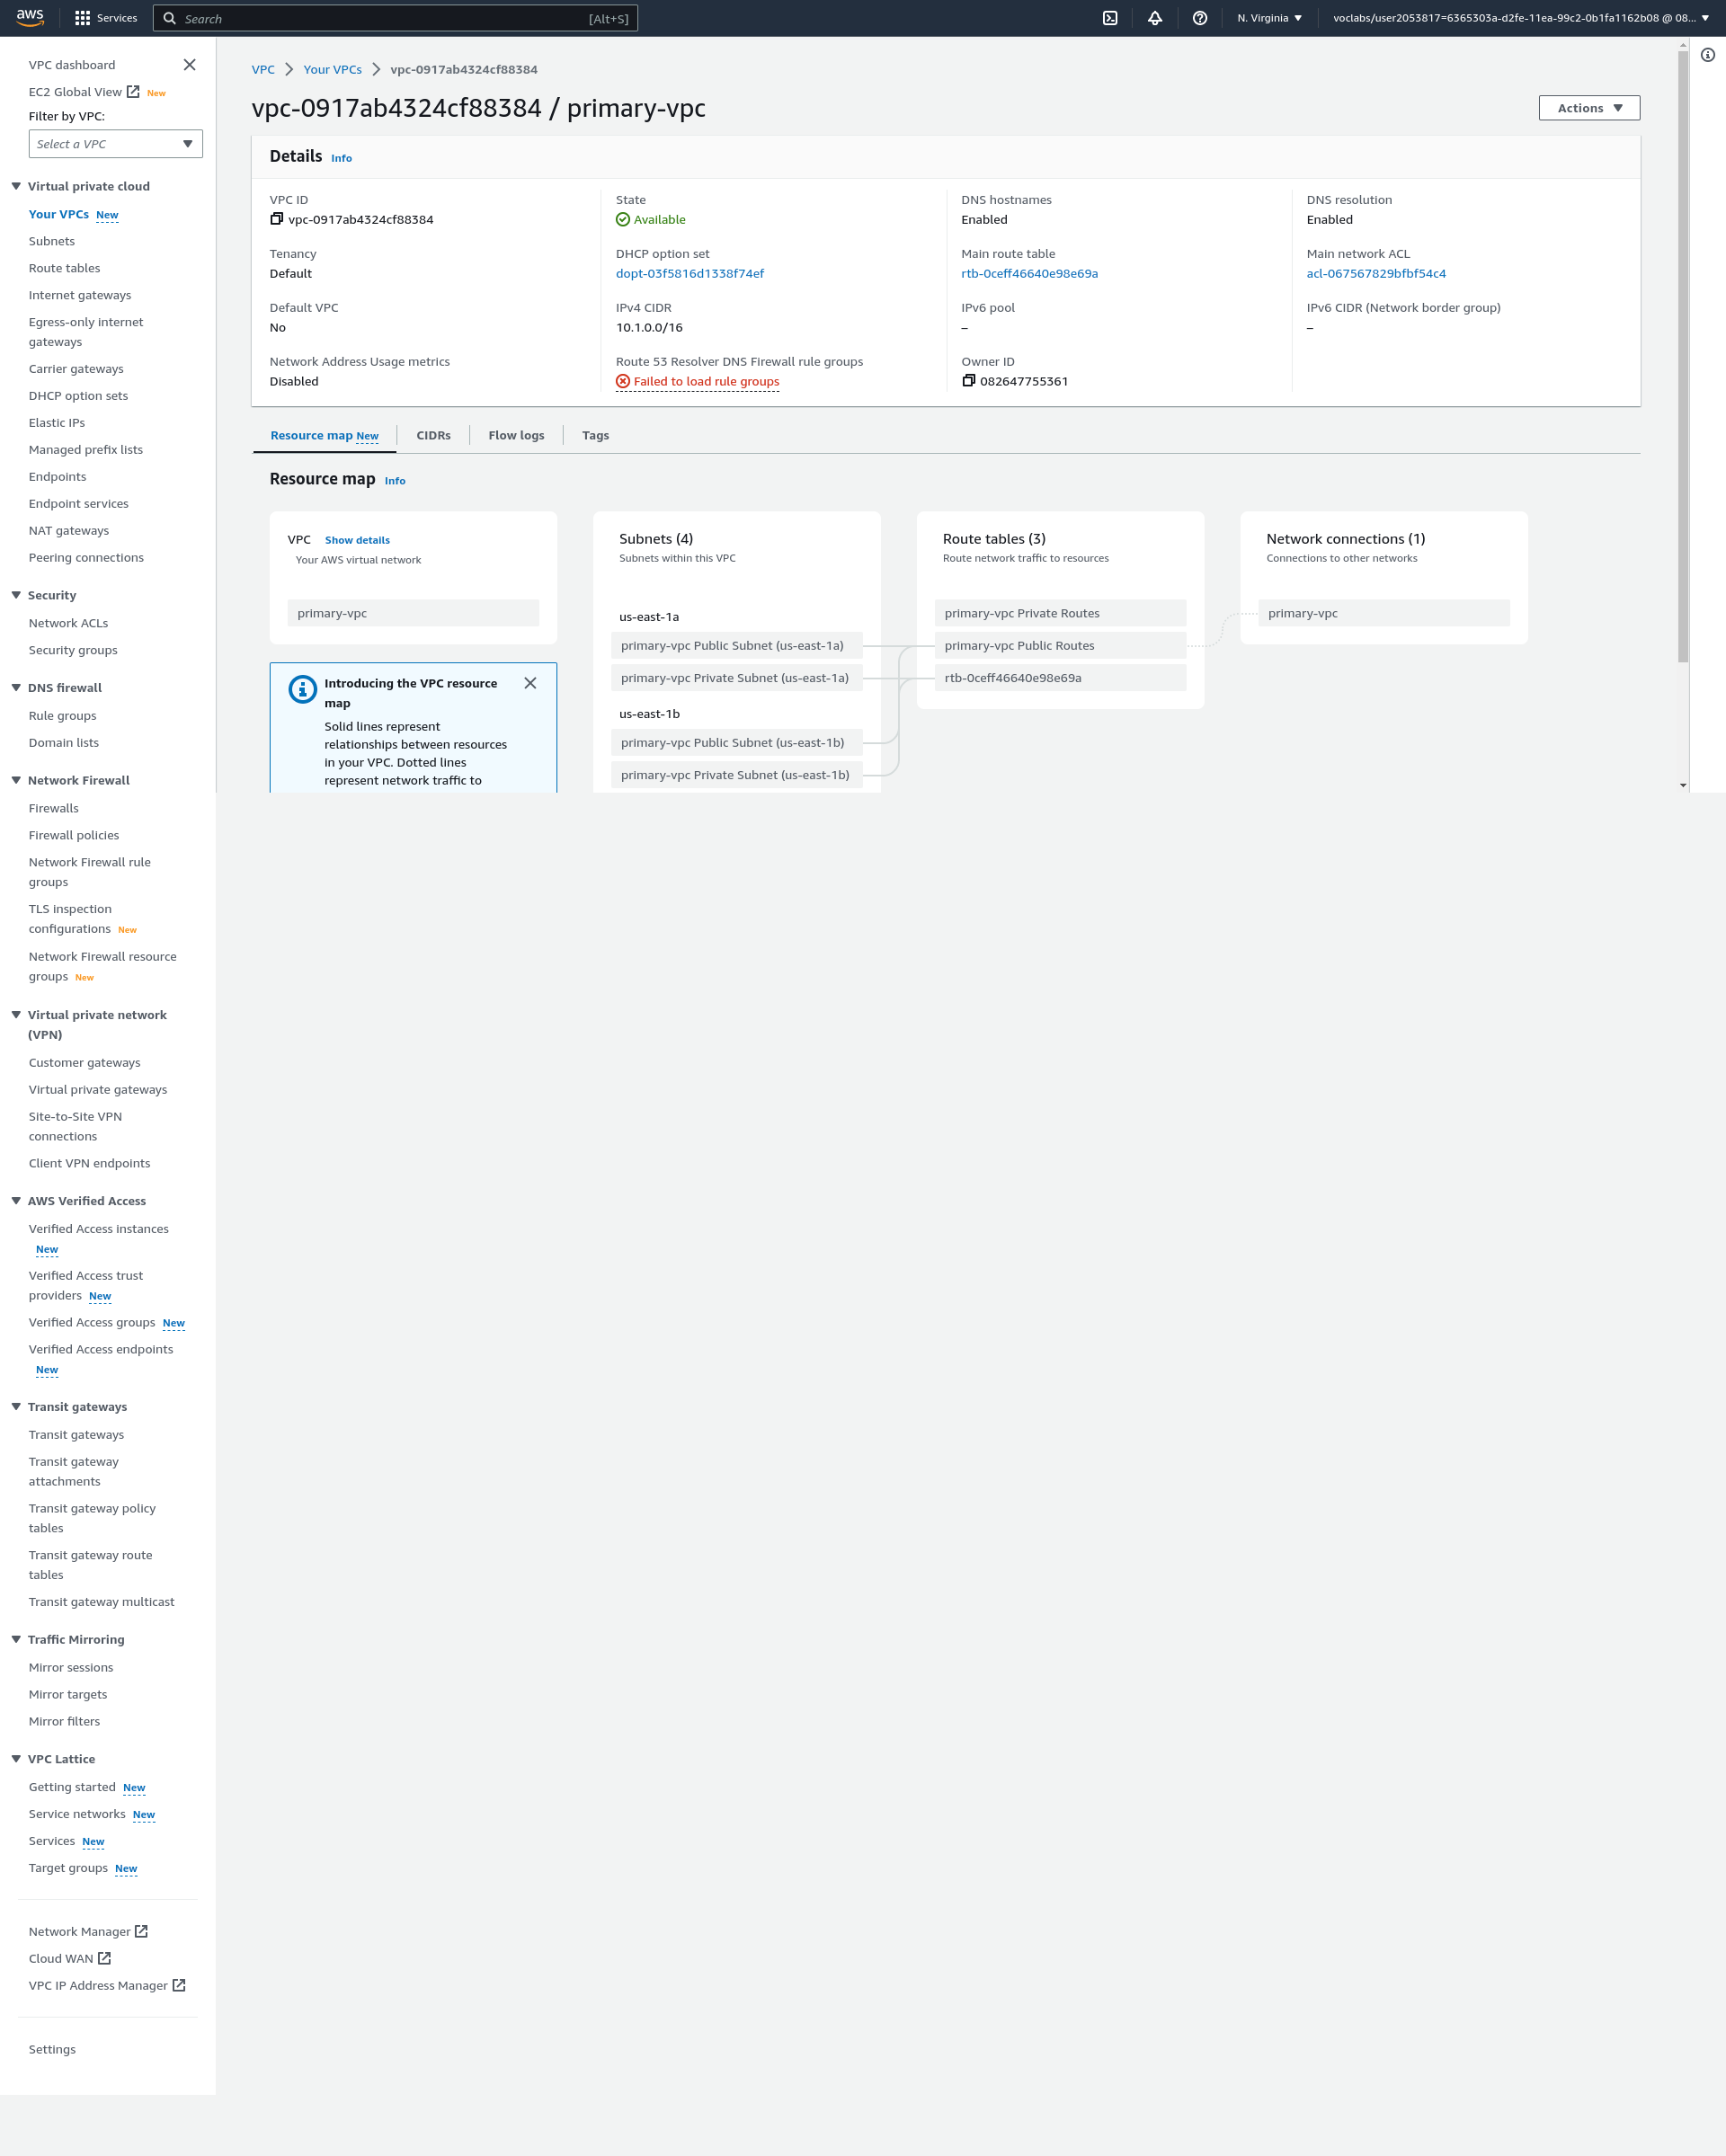 aws
Services
Search
[Alt+S]
N. Virginia
voclabs/user2053817=6365303a-d2fe-11ea-99c2-0b1fa1162b08 @ 08...
VPC dashboard
EC2 Global View New
Filter by VPC:
Select a VPC
Virtual private cloud
Your VPCs New
Subnets
Route tables
Internet gateways
Egress-only internet
gateways
Carrier gateways
DHCP option sets
Elastic IPs
Managed prefix lists
Endpoints
Endpoint services
NAT gateways
Peering connections
Security
Network ACLs
Security groups
DNS firewall
Rule groups
Domain lists
Network Firewall
Firewalls
Firewall policies
Network Firewall rule
groups
TLS inspection
configurations New
Network Firewall resource
groups New
Virtual private network
(VPN)
Customer gateways
Virtual private gateways
Site-to-Site VPN
connections
Client VPN endpoints
AWS Verified Access
Verified Access instances
New
Verified Access trust
providers New
Verified Access groups New
Verified Access endpoints
New
Transit gateways
Transit gateways
Transit gateway
attachments
Transit gateway policy
tables
Transit gateway route
tables
Transit gateway multicast
Traffic Mirroring
Mirror sessions
Mirror targets
Mirror filters
VPC Lattice
Getting started New
Service networks New
Services New
Target groups New
Network Manager
Cloud WAN
VPC IP Address Manager
Settings
VPC
Your VPCs
vpc-0917ab4324cf88384
vpc-0917ab4324cf88384 / primary-vpc
Actions
Details Info
VPC ID
vpc-0917ab4324cf88384
State
Available
DNS hostnames
Enabled
DNS resolution
Enabled
Tenancy
Default
DHCP option set
dopt-03f5816d1338f74ef
Main route table
rtb-0ceff46640e98e69a
Main network ACL
acl-067567829bfbf54c4
Default VPC
No
IPv4 CIDR
10.1.0.0/16
IPv6 pool
–
IPv6 CIDR (Network border group)
–
Network Address Usage metrics
Disabled
Route 53 Resolver DNS Firewall rule groups
Failed to load rule groups
Owner ID
082647755361
Resource map New
CIDRs
Flow logs
Tags
Resource map Info
VPC Show details
Your AWS virtual network
primary-vpc
Introducing the VPC resource
map
Solid lines represent
relationships between resources
in your VPC. Dotted lines
represent network traffic to
Subnets (4)
Subnets within this VPC
us-east-1a
primary-vpc Public Subnet (us-east-1a)
primary-vpc Private Subnet (us-east-1a)
us-east-1b
primary-vpc Public Subnet (us-east-1b)
primary-vpc Private Subnet (us-east-1b)
Route tables (3)
Route network traffic to resources
primary-vpc Private Routes
primary-vpc Public Routes
rtb-0ceff46640e98e69a
Network connections (1)
Connections to other networks
primary-vpc